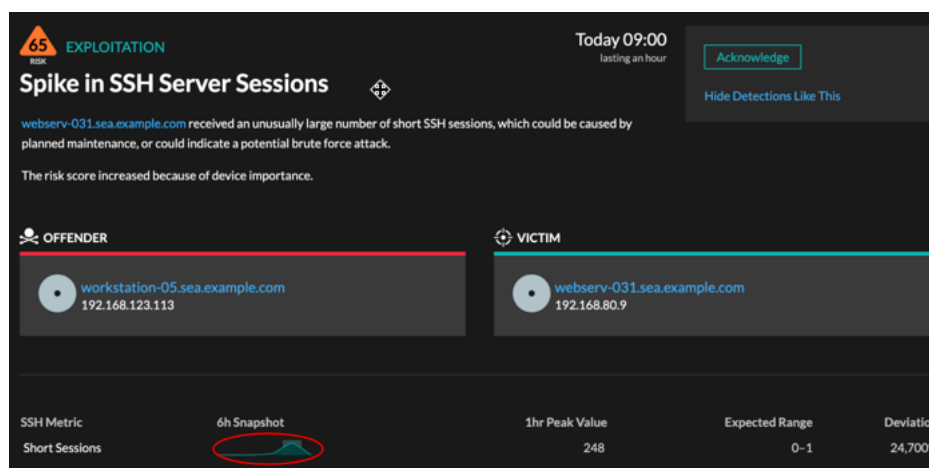 65
RISK
EXPLOITATION
Spike in SSH Server Sessions
Today 09:00
lasting an hour
Acknowledge
Hide Detections Like This
webserv-031.sea.example.com received an unusually large number of short SSH sessions, which could be caused by
planned maintenance, or could indicate a potential brute force attack.
The risk score increased because of device importance.
OFFENDER
workstation-05.sea.example.com
192.168.123.113
VICTIM
webserv-031.sea.example.com
192.168.80.9
SSH Metric 6h Snapshot 1hr Peak Value Expected Range Deviatio
Short Sessions 248 0–1 24,700